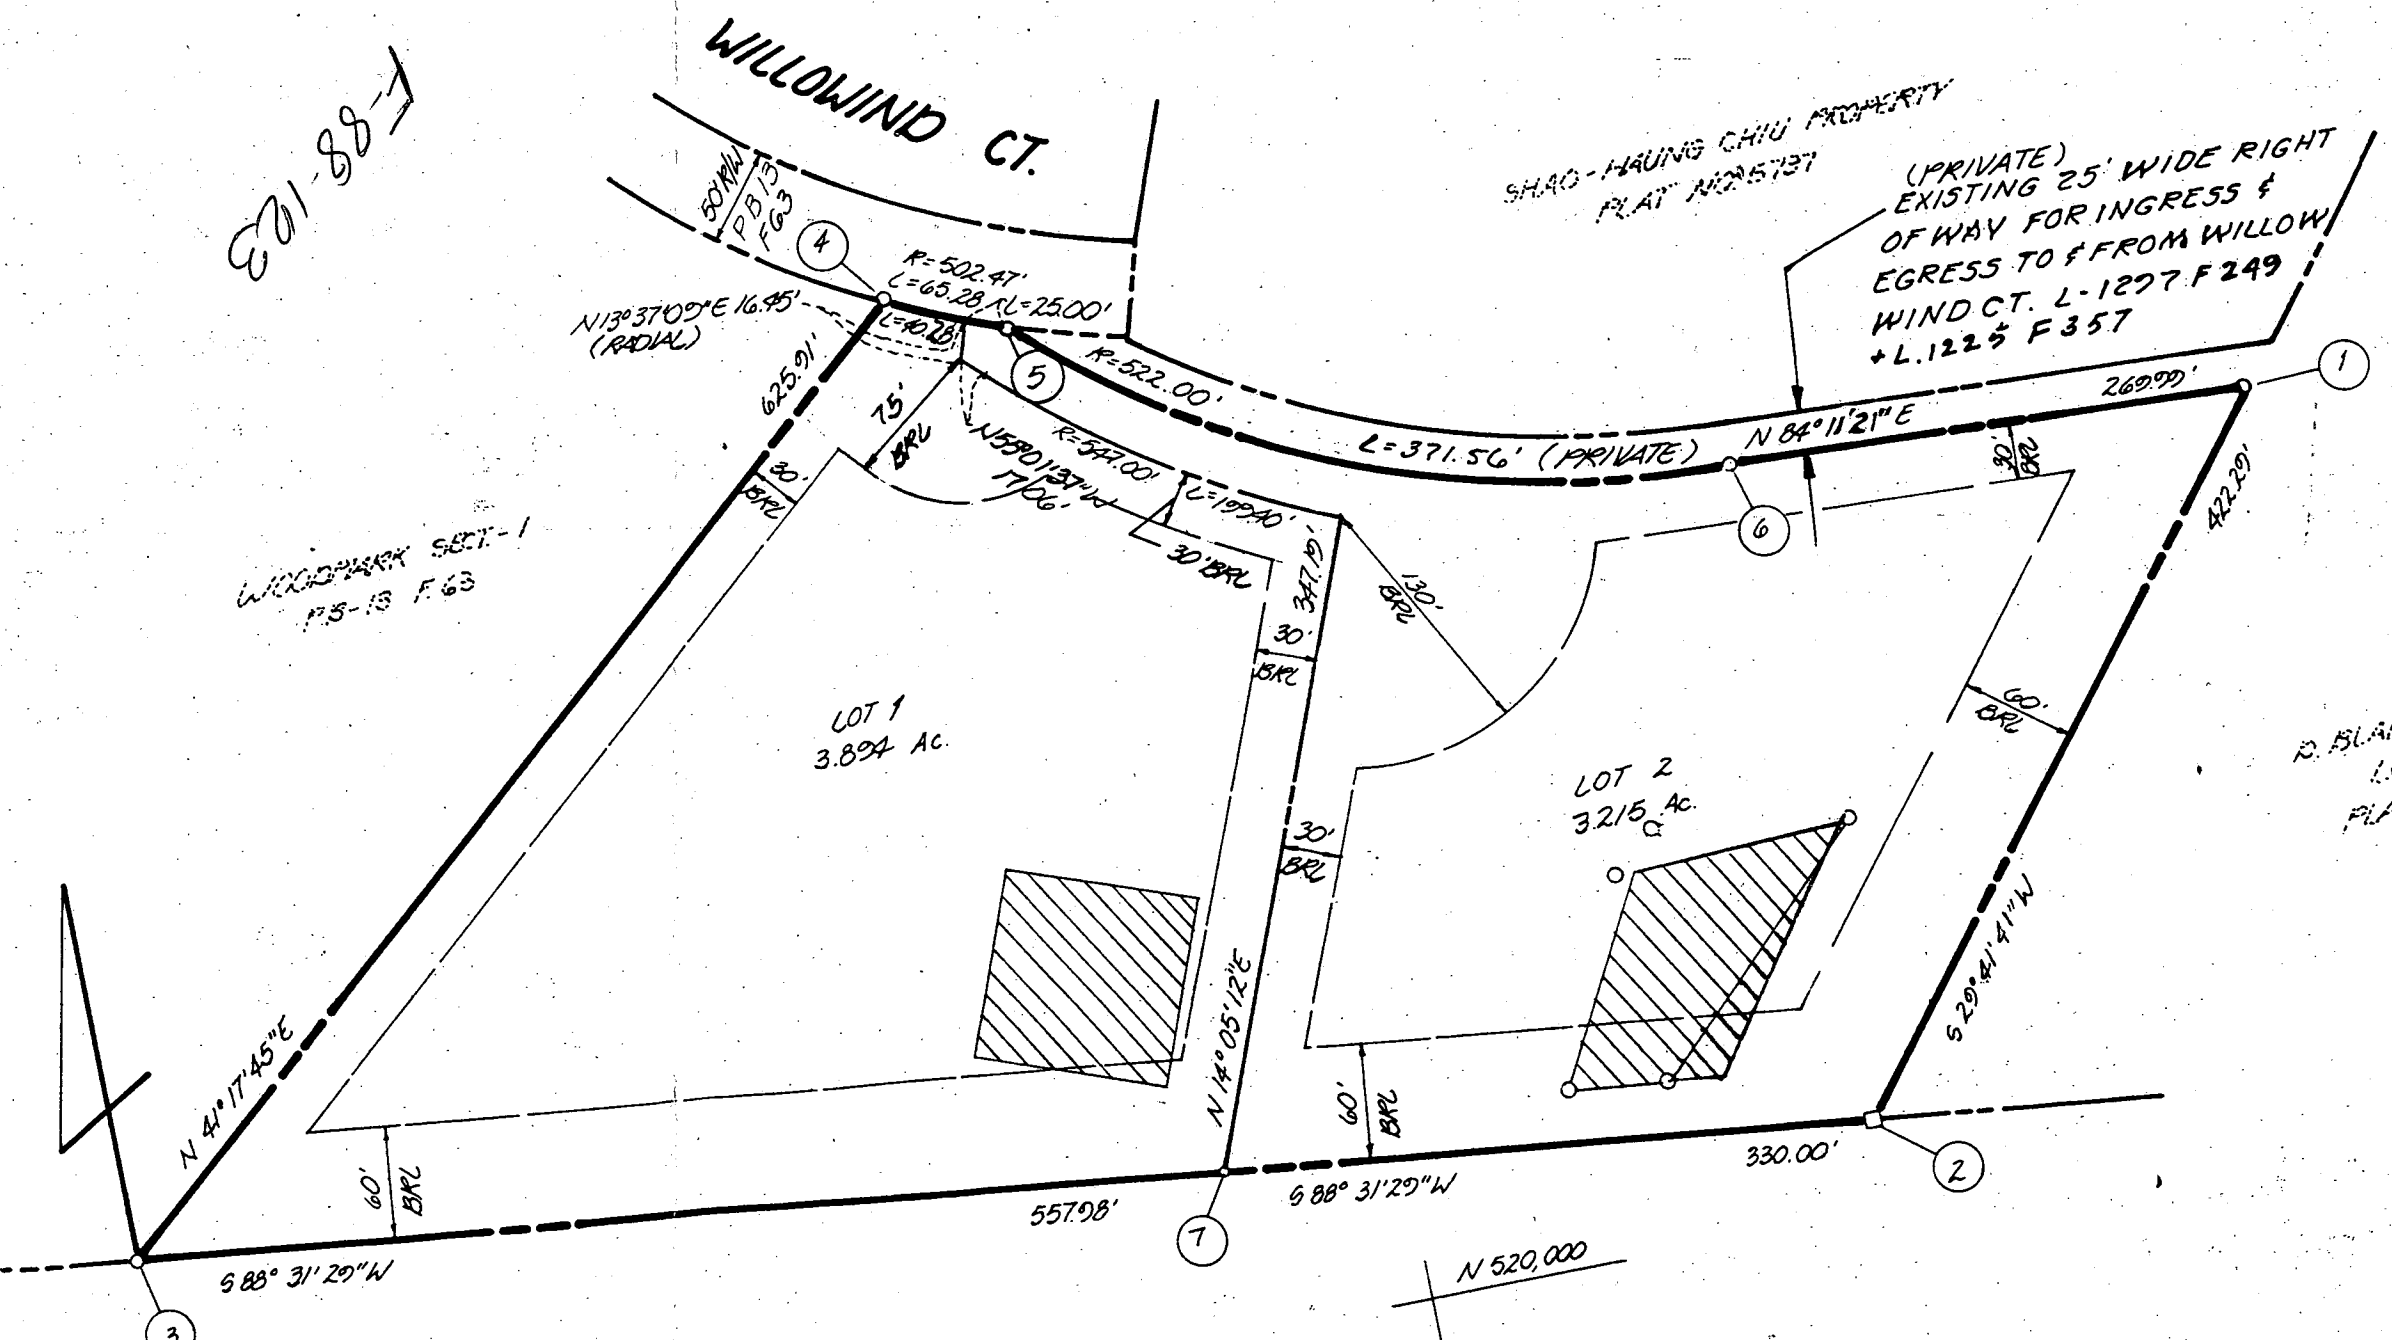 F-88-123
WILLOWIND CT.
50' R/W
PB 13
F63
4
R=502.47'
L=65.28
L=25.00'
N13°37'09"E 16.45'
(RADIAL)
L=40.28
5
R=522.00'
SHAO-HAUNG CHIU PROPERTY
PLAT NO. 5737
(PRIVATE)
EXISTING 25' WIDE RIGHT
OF WAY FOR INGRESS &
EGRESS TO & FROM WILLOW
WIND CT. L-1297 F 249
+ L.1225 F 357
1
269.99'
N 84° 11' 21" E
L=371.56' (PRIVATE)
6
625.91'
75'
BRL
N55°01'37"W
17.06'
R=547.00'
L=199.40'
30' BRL
30'
BRL
30'
BRL
422.29'
WOODMARK SECT-1
PB-13 F.63
347.19'
30'
BRL
130'
BRL
60'
BRL
LOT 1
3.894 Ac.
LOT 2
3.215 Ac.
30'
BRL
D. BLA
PLA
N 14° 05' 12" E
S 29° 41' 41" W
N 41° 17' 45" E
60'
BRL
60'
BRL
330.00'
2
S 88° 31' 29" W
557.98'
7
S 88° 31' 29" W
N 520,000
3